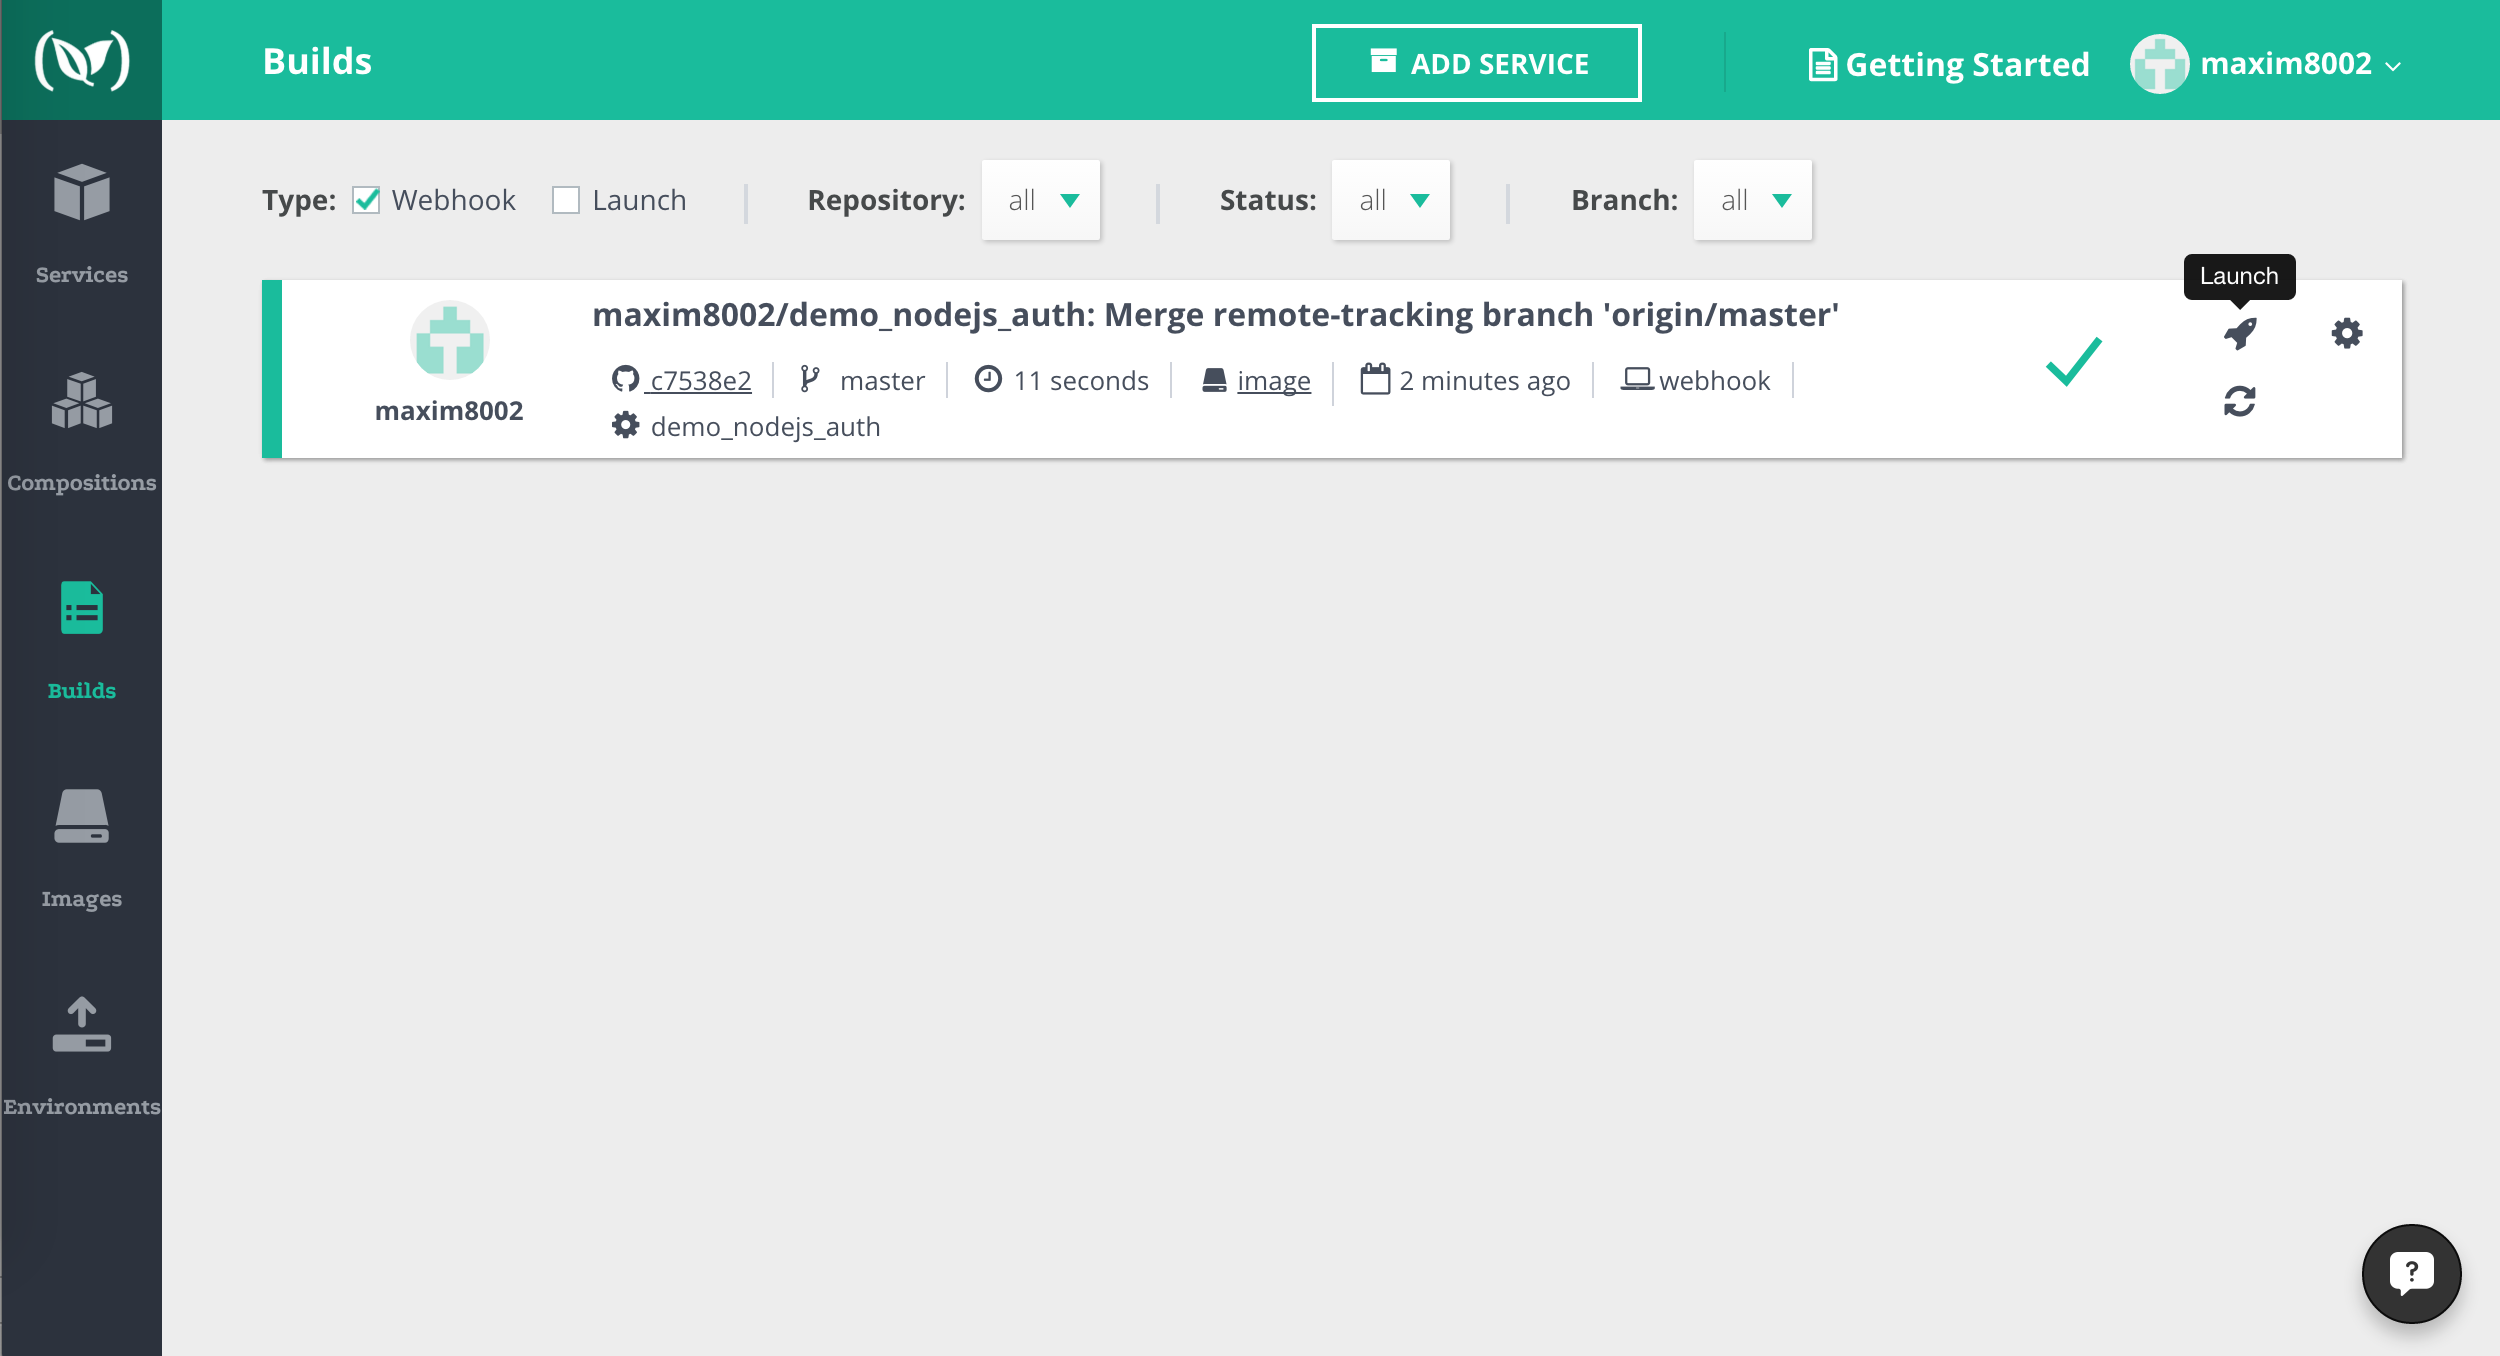 Builds
ADD SERVICE
Getting Started
maxim8002
Services
Compositions
Builds
Images
Environments
Type: Webhook Launch Repository: all Status: all Branch: all
Launch
maxim8002
maxim8002/demo_nodejs_auth: Merge remote-tracking branch 'origin/master'
c7538e2 master 11 seconds image 2 minutes ago webhook
demo_nodejs_auth
?